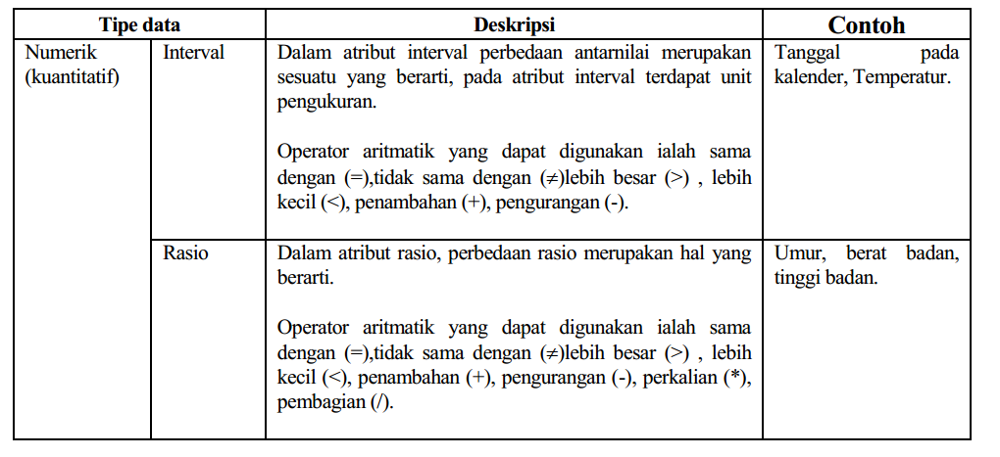 Tipe data Deskripsi Contoh
Numerik
(kuantitatif)
Interval
Dalam atribut interval perbedaan antarnilai merupakan
sesuatu yang berarti, pada atribut interval terdapat unit
pengukuran.
Operator aritmatik yang dapat digunakan ialah sama
dengan (=),tidak sama dengan (≠)lebih besar (>) , lebih
kecil (<), penambahan (+), pengurangan (-).
Tanggal pada
kalender, Temperatur.
Rasio
Dalam atribut rasio, perbedaan rasio merupakan hal yang
berarti.
Operator aritmatik yang dapat digunakan ialah sama
dengan (=),tidak sama dengan (≠)lebih besar (>) , lebih
kecil (<), penambahan (+), pengurangan (-), perkalian (*),
pembagian (/).
Umur, berat badan,
tinggi badan.